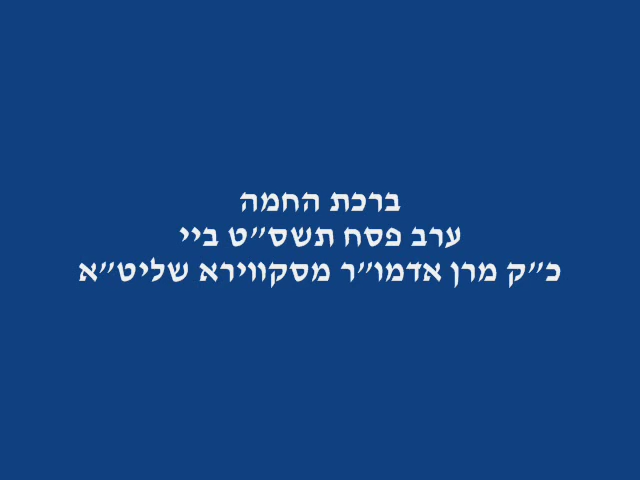 ברכת החמה
ערב פסח תשס״ט ביי
כ״ק מרן אדמו״ר מסקווירא שליט״א